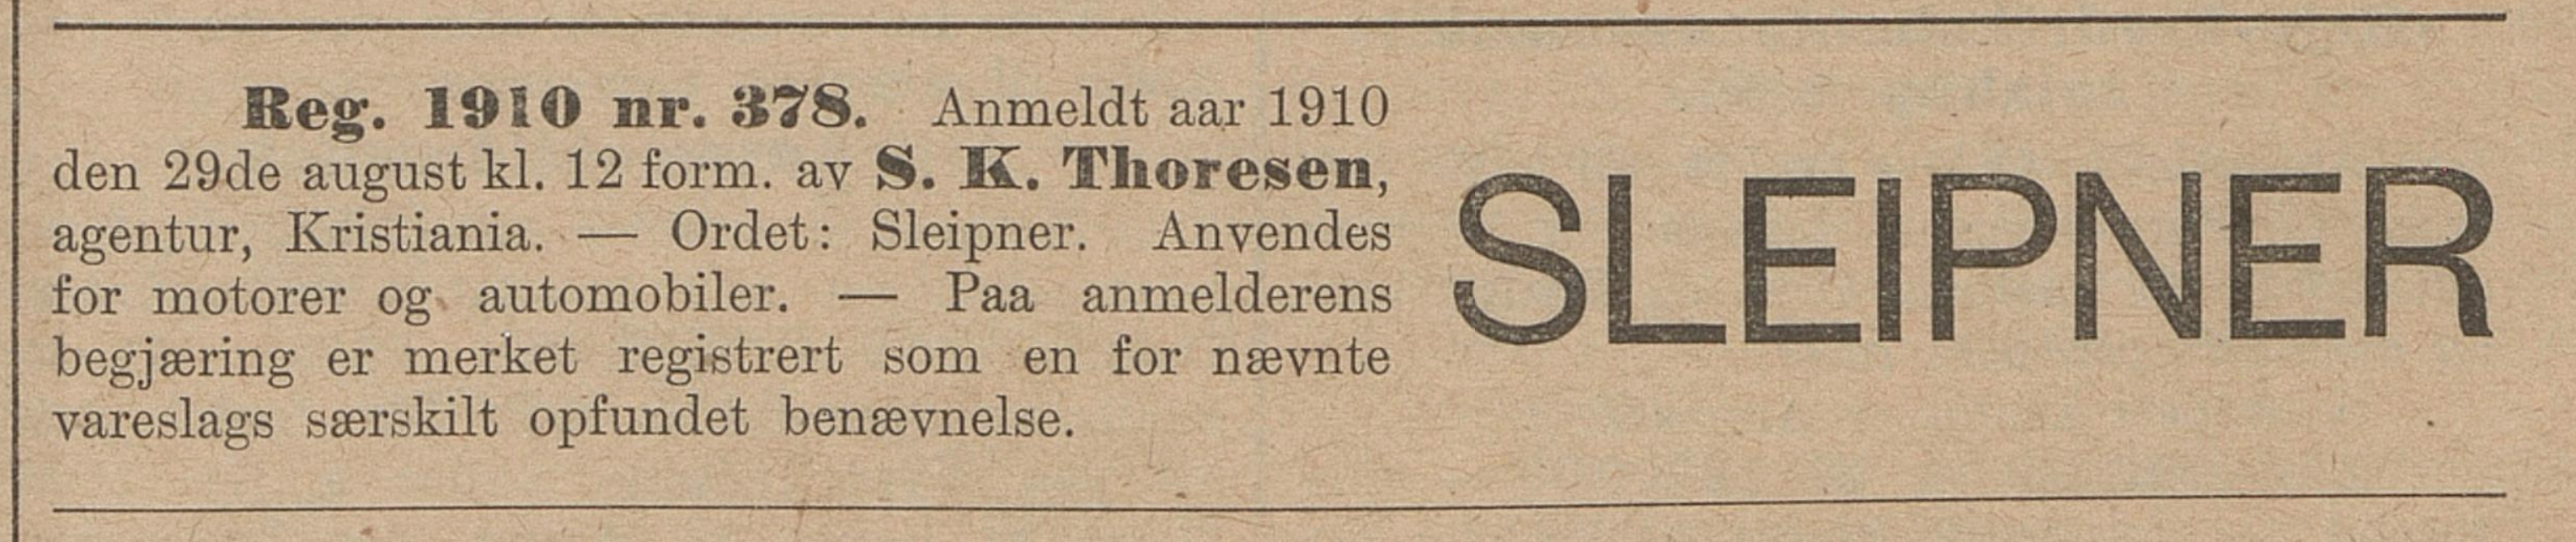 Reg. 1910 nr. 378. Anmeldt aar 1910
den 29de august kl. 12 form. av S. K. Thoresen,
agentur, Kristiania. — Ordet: Sleipner. Anvendes
for motorer og automobiler. — Paa anmelderens
begjæring er merket registrert som en for nævnte
vareslags særskilt opfundet benævnelse.
SLEIPNER